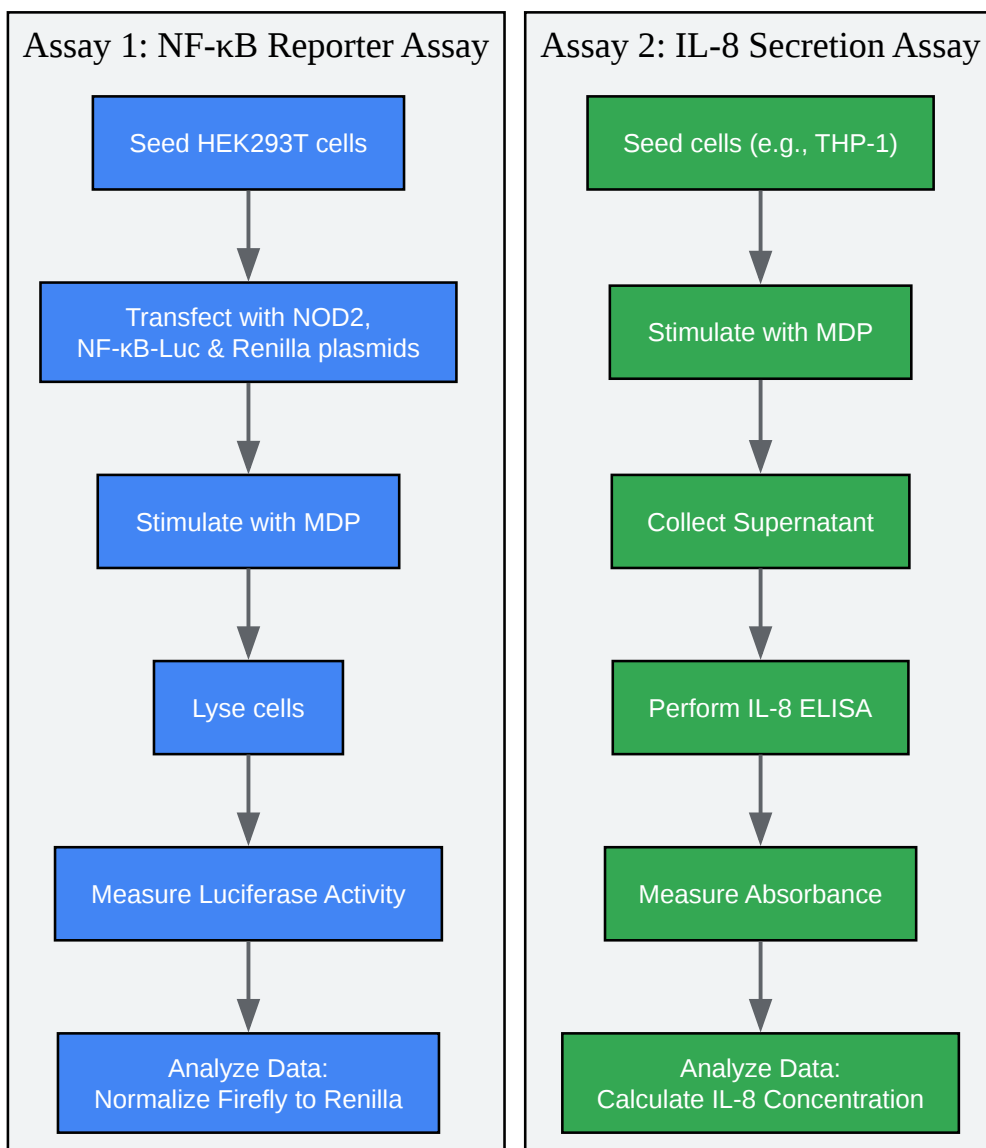 Assay 1: NF-κB Reporter Assay
Seed HEK293T cells
Transfect with NOD2,
NF-κB-Luc & Renilla plasmids
Stimulate with MDP
Lyse cells
Measure Luciferase Activity
Analyze Data:
Normalize Firefly to Renilla
Assay 2: IL-8 Secretion Assay
Seed cells (e.g., THP-1)
Stimulate with MDP
Collect Supernatant
Perform IL-8 ELISA
Measure Absorbance
Analyze Data:
Calculate IL-8 Concentration